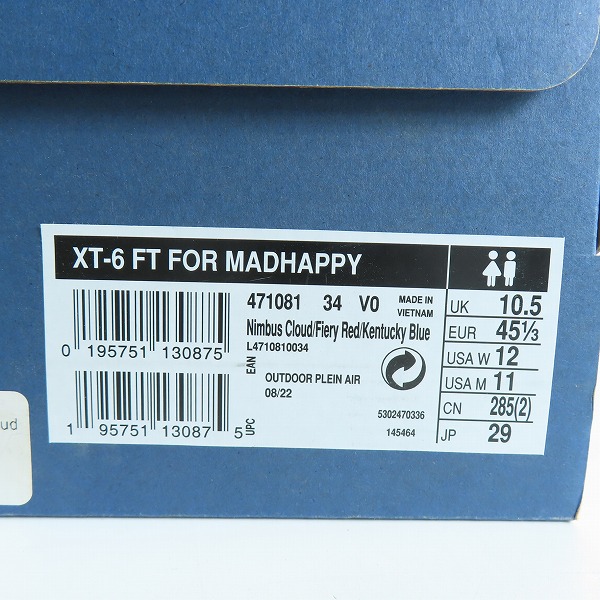 XT-6 FT FOR MADHAPPY
471081 34 V0 MADE IN VIETNAM
Nimbus Cloud/Fiery Red/Kentucky Blue
L4710810034
0 195751 130875
EAN
OUTDOOR PLEIN AIR
08/22
5302470336
145464
1 95751 13087 5
UPC
UK 10.5
EUR 45⅓
USA W 12
USA M 11
CN 285(2)
JP 29
ud